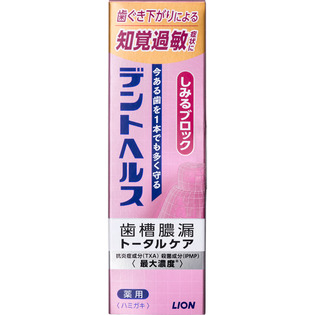 歯ぐき下がりによる
知覚過敏症状に
デントヘルス
今ある歯を1本でも多く守る
しみるブロック
歯槽膿漏
トータルケア
抗炎症成分(TXA) 殺菌成分(IPMP)
〈最大濃度*〉
薬用
〈ハミガキ〉
LION